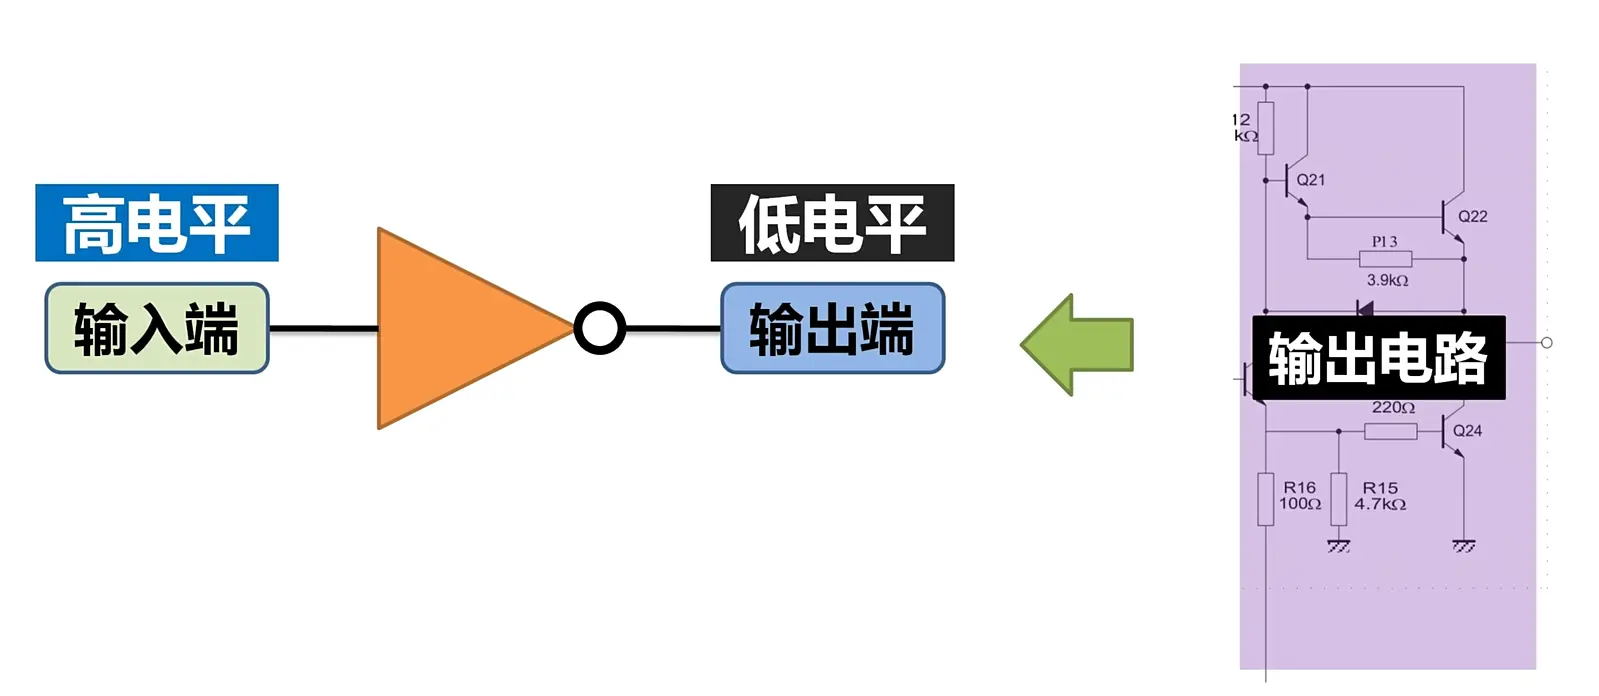 高电平
输入端
低电平
输出端
12
kΩ
Q21
Q22
P13
3.9kΩ
输出电路
220Ω
Q24
R16
100Ω
R15
4.7kΩ